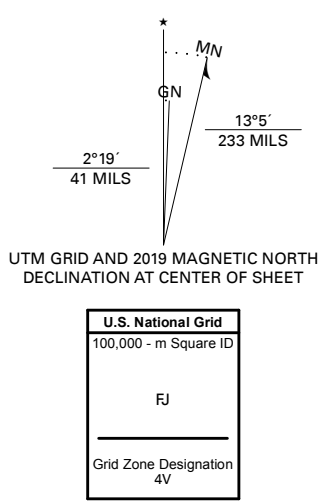 ★
MN
GN
13°5´
233 MILS
2°19´
41 MILS
UTM GRID AND 2019 MAGNETIC NORTH
DECLINATION AT CENTER OF SHEET
U.S. National Grid
100,000 - m Square ID
FJ
Grid Zone Designation
4V